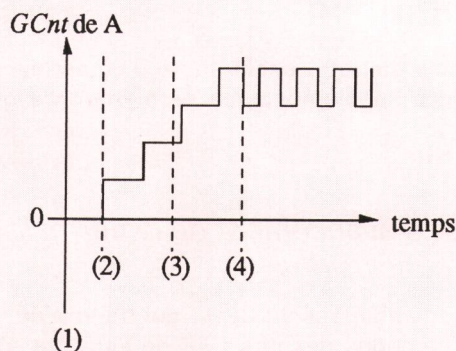 GCnt de A
0
temps
(2) (3) (4)
(1)